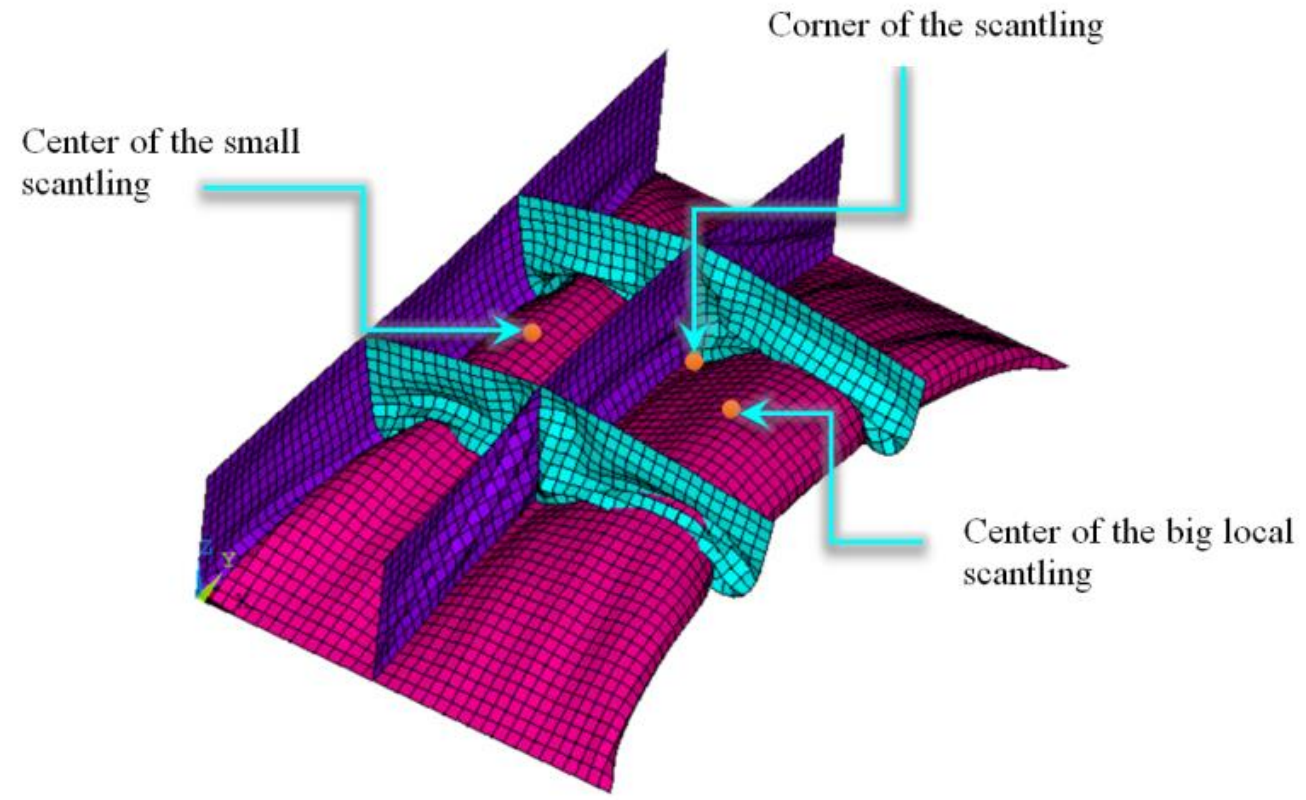 Corner of the scantling
Center of the small
scantling
Z
Y
Center of the big local
scantling